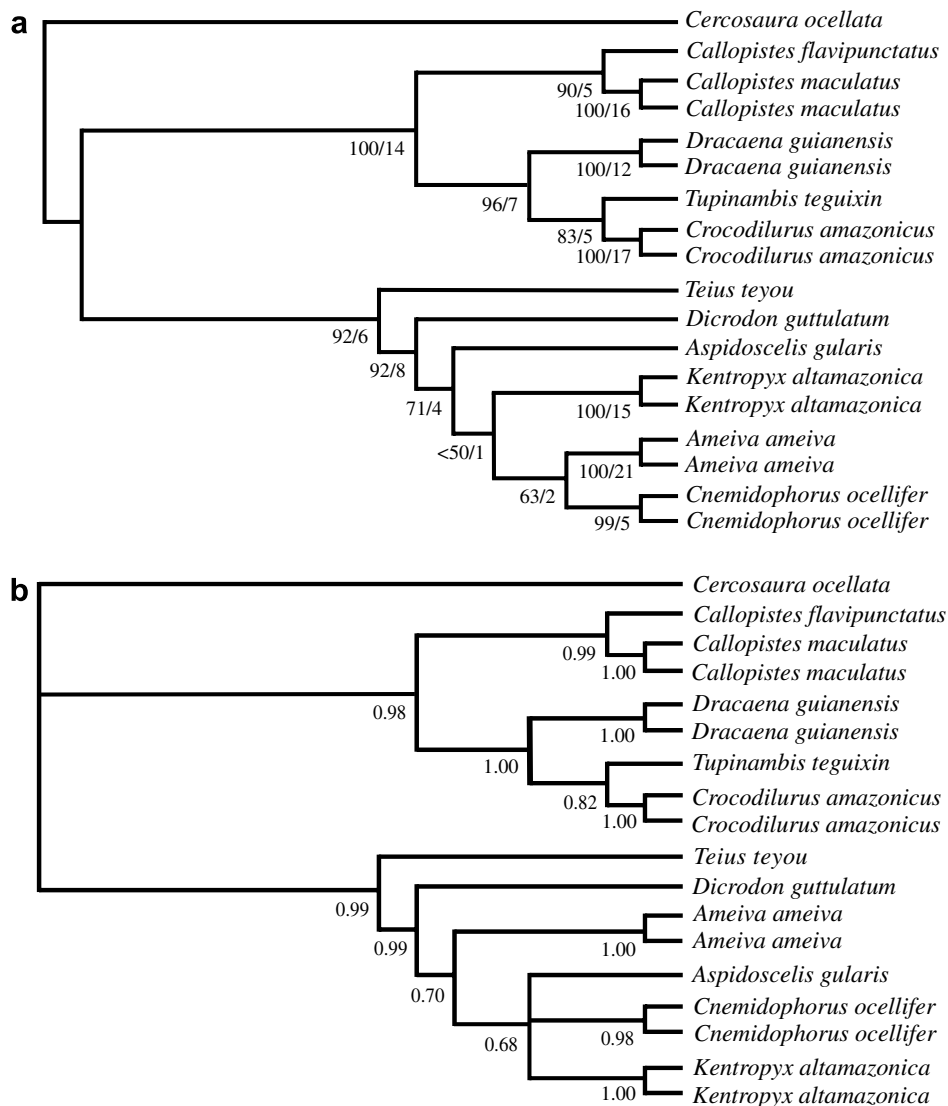 a
Cercosaura ocellata
Callopistes flavipunctatus
90/5
Callopistes maculatus
100/16
Callopistes maculatus
100/14
Dracaena guianensis
100/12
Dracaena guianensis
96/7
Tupinambis teguixin
83/5
Crocodilurus amazonicus
100/17
Crocodilurus amazonicus
Teius teyou
92/6
Dicrodon guttulatum
92/8
Aspidoscelis gularis
71/4
Kentropyx altamazonica
100/15
Kentropyx altamazonica
<50/1
Ameiva ameiva
100/21
Ameiva ameiva
63/2
Cnemidophorus ocellifer
99/5
Cnemidophorus ocellifer
b
Cercosaura ocellata
Callopistes flavipunctatus
0.99
Callopistes maculatus
1.00
Callopistes maculatus
0.98
Dracaena guianensis
1.00
Dracaena guianensis
1.00
Tupinambis teguixin
0.82
Crocodilurus amazonicus
1.00
Crocodilurus amazonicus
Teius teyou
0.99
Dicrodon guttulatum
0.99
Ameiva ameiva
1.00
Ameiva ameiva
0.70
Aspidoscelis gularis
Cnemidophorus ocellifer
0.98
Cnemidophorus ocellifer
0.68
Kentropyx altamazonica
1.00
Kentropyx altamazonica